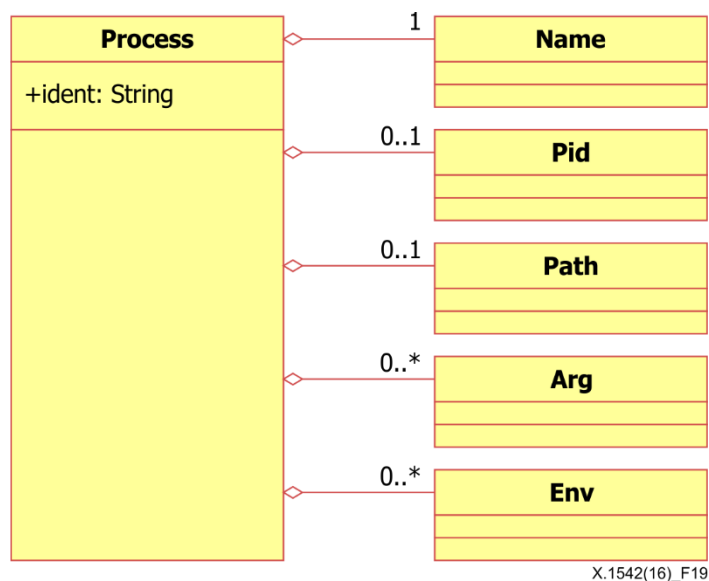 Process
+ident: String
1
Name
0..1
Pid
0..1
Path
0..*
Arg
0..*
Env
X.1542(16)_F19